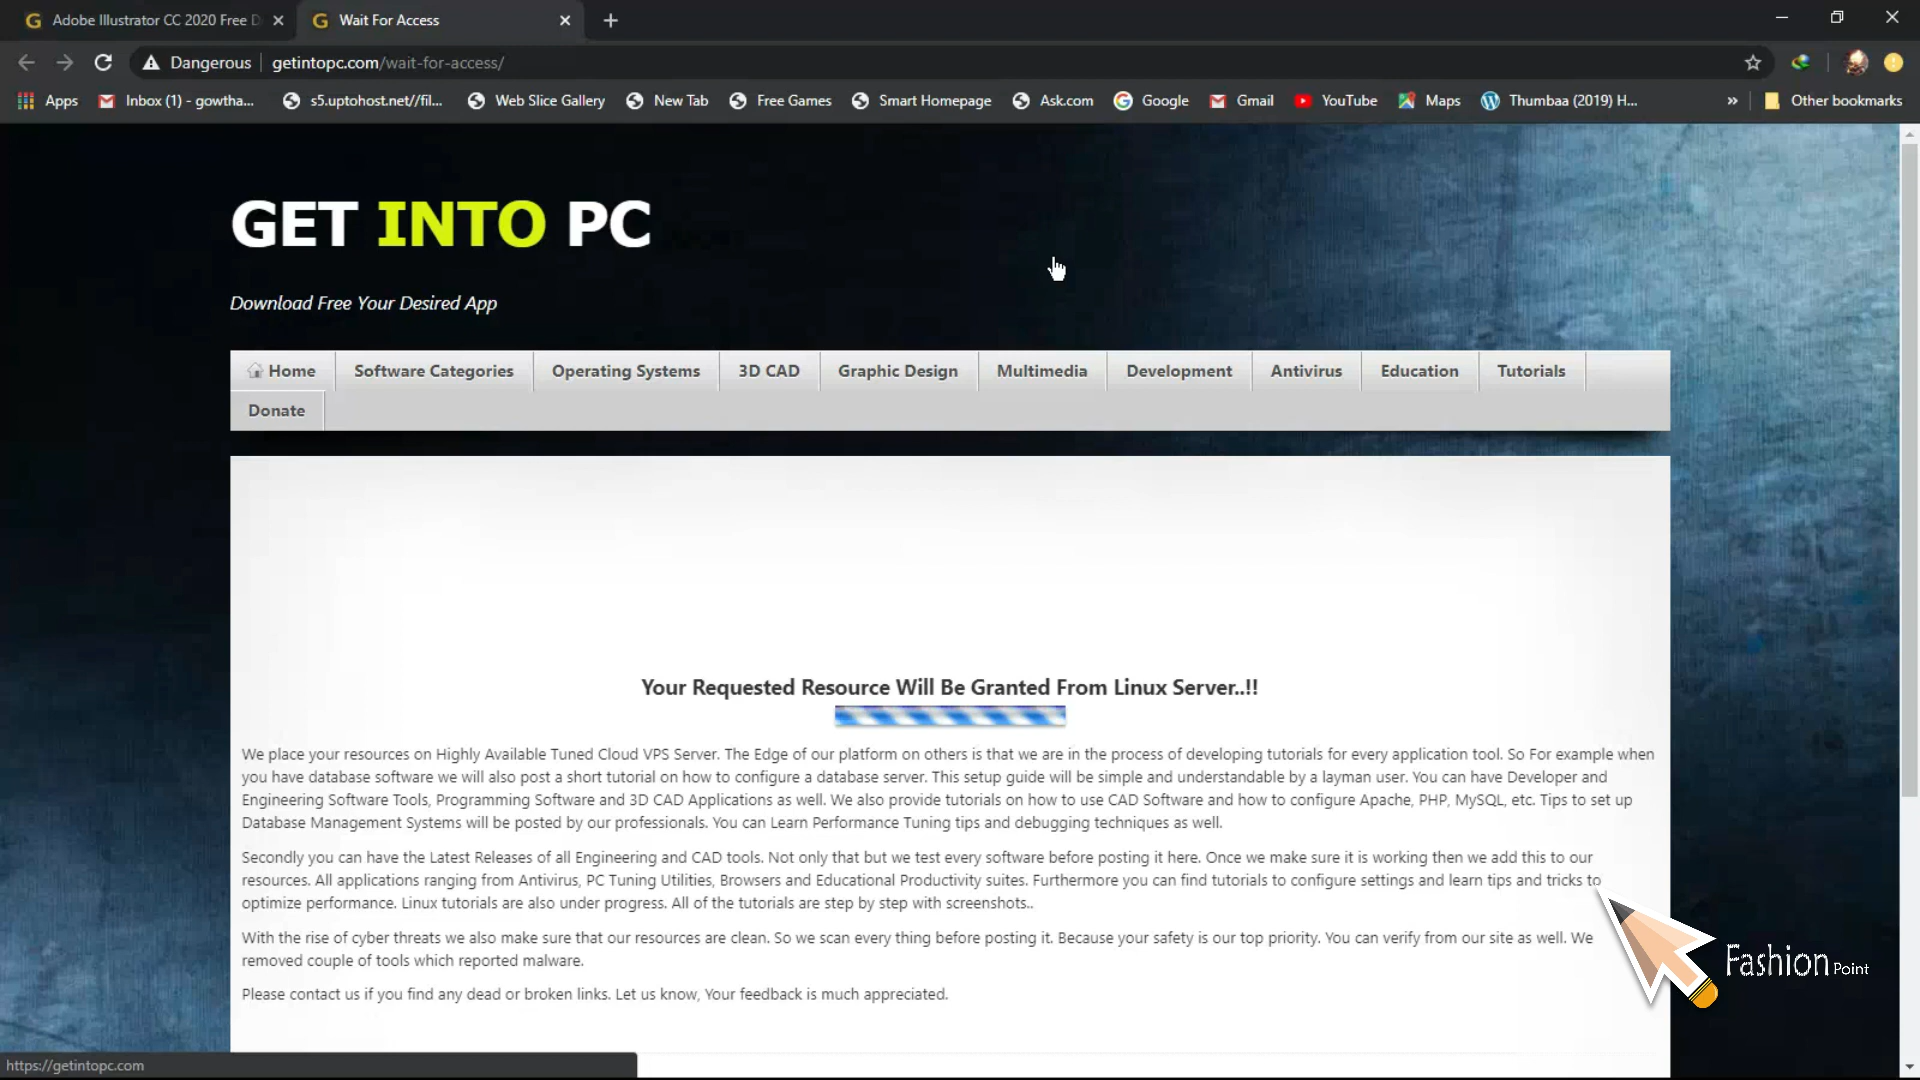 Adobe Illustrator CC 2020 Free D
Wait For Access
Dangerous
getintopc.com/wait-for-access/
Apps
Inbox (1) - gowtha...
s5.uptohost.net//fil...
Web Slice Gallery
New Tab
Free Games
Smart Homepage
Ask.com
Google
Gmail
YouTube
Maps
Thumbaa (2019) H...
»
Other bookmarks
GET INTO PC
Download Free Your Desired App
Home
Software Categories
Operating Systems
3D CAD
Graphic Design
Multimedia
Development
Antivirus
Education
Tutorials
Donate
Your Requested Resource Will Be Granted From Linux Server..!!
We place your resources on Highly Available Tuned Cloud VPS Server. The Edge of our platform on others is that we are in the process of developing tutorials for every application tool. So For example when
you have database software we will also post a short tutorial on how to configure a database server. This setup guide will be simple and understandable by a layman user. You can have Developer and
Engineering Software Tools, Programming Software and 3D CAD Applications as well. We also provide tutorials on how to use CAD Software and how to configure Apache, PHP, MySQL, etc. Tips to set up
Database Management Systems will be posted by our professionals. You can Learn Performance Tuning tips and debugging techniques as well.
Secondly you can have the Latest Releases of all Engineering and CAD tools. Not only that but we test every software before posting it here. Once we make sure it is working then we add this to our
resources. All applications ranging from Antivirus, PC Tuning Utilities, Browsers and Educational Productivity suites. Furthermore you can find tutorials to configure settings and learn tips and tricks to
optimize performance. Linux tutorials are also under progress. All of the tutorials are step by step with screenshots..
With the rise of cyber threats we also make sure that our resources are clean. So we scan every thing before posting it. Because your safety is our top priority. You can verify from our site as well. We
removed couple of tools which reported malware.
Please contact us if you find any dead or broken links. Let us know, Your feedback is much appreciated.
Fashion Point
https://getintopc.com